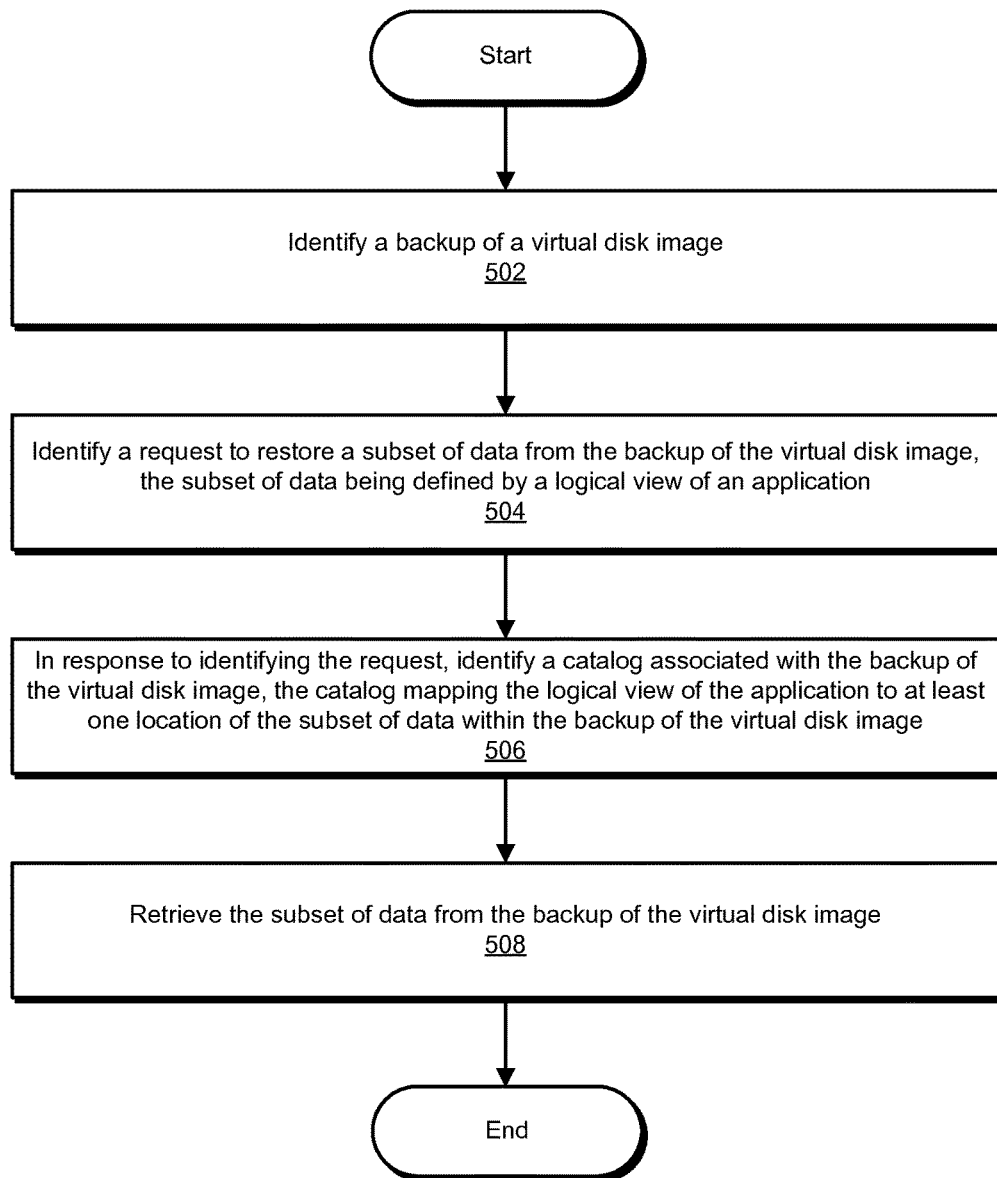 Start
Identify a backup of a virtual disk image
502
Identify a request to restore a subset of data from the backup of the virtual disk image,
the subset of data being defined by a logical view of an application
504
In response to identifying the request, identify a catalog associated with the backup of
the virtual disk image, the catalog mapping the logical view of the application to at least
one location of the subset of data within the backup of the virtual disk image
506
Retrieve the subset of data from the backup of the virtual disk image
508
End